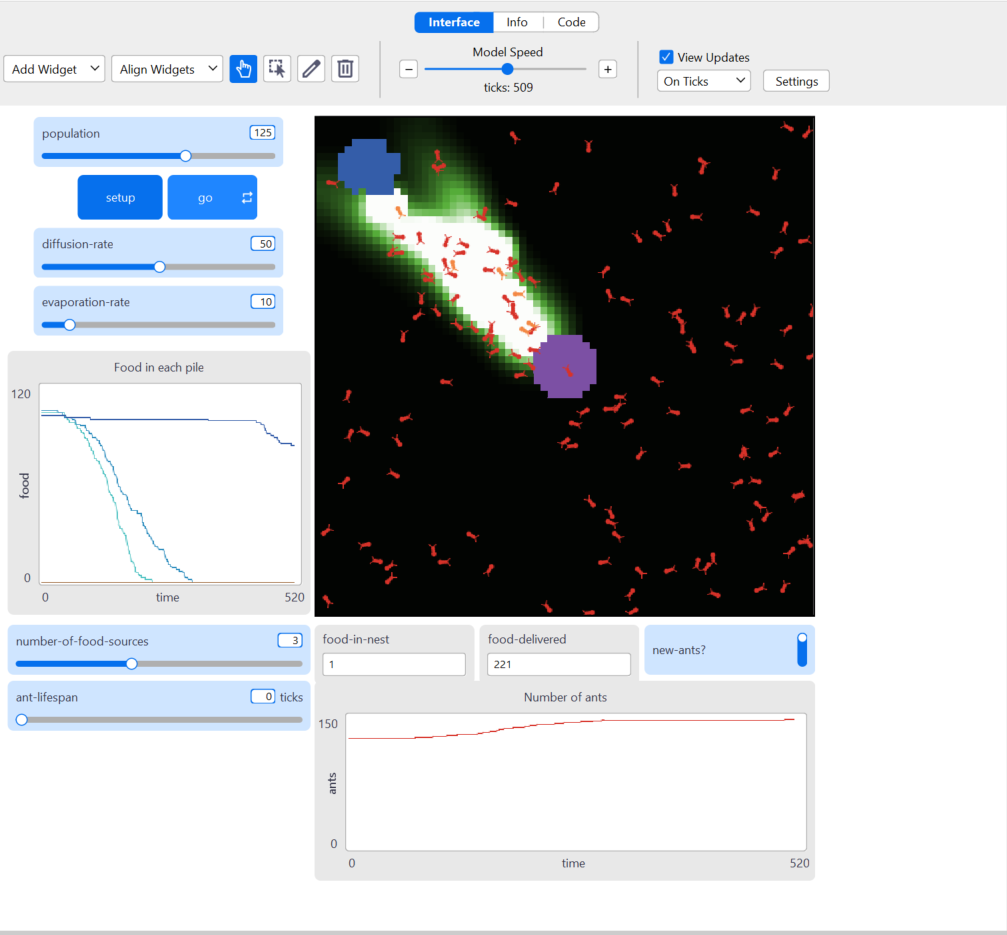 Interface Info Code
Add Widget Align Widgets
Model Speed
ticks: 509
View Updates
On Ticks Settings
population 125
setup go
diffusion-rate 50
evaporation-rate 10
Food in each pile
120
food
0
0 time 520
number-of-food-sources 3
ant-lifespan 0 ticks
food-in-nest
1
food-delivered
221
new-ants?
Number of ants
150
ants
0
0 time 520